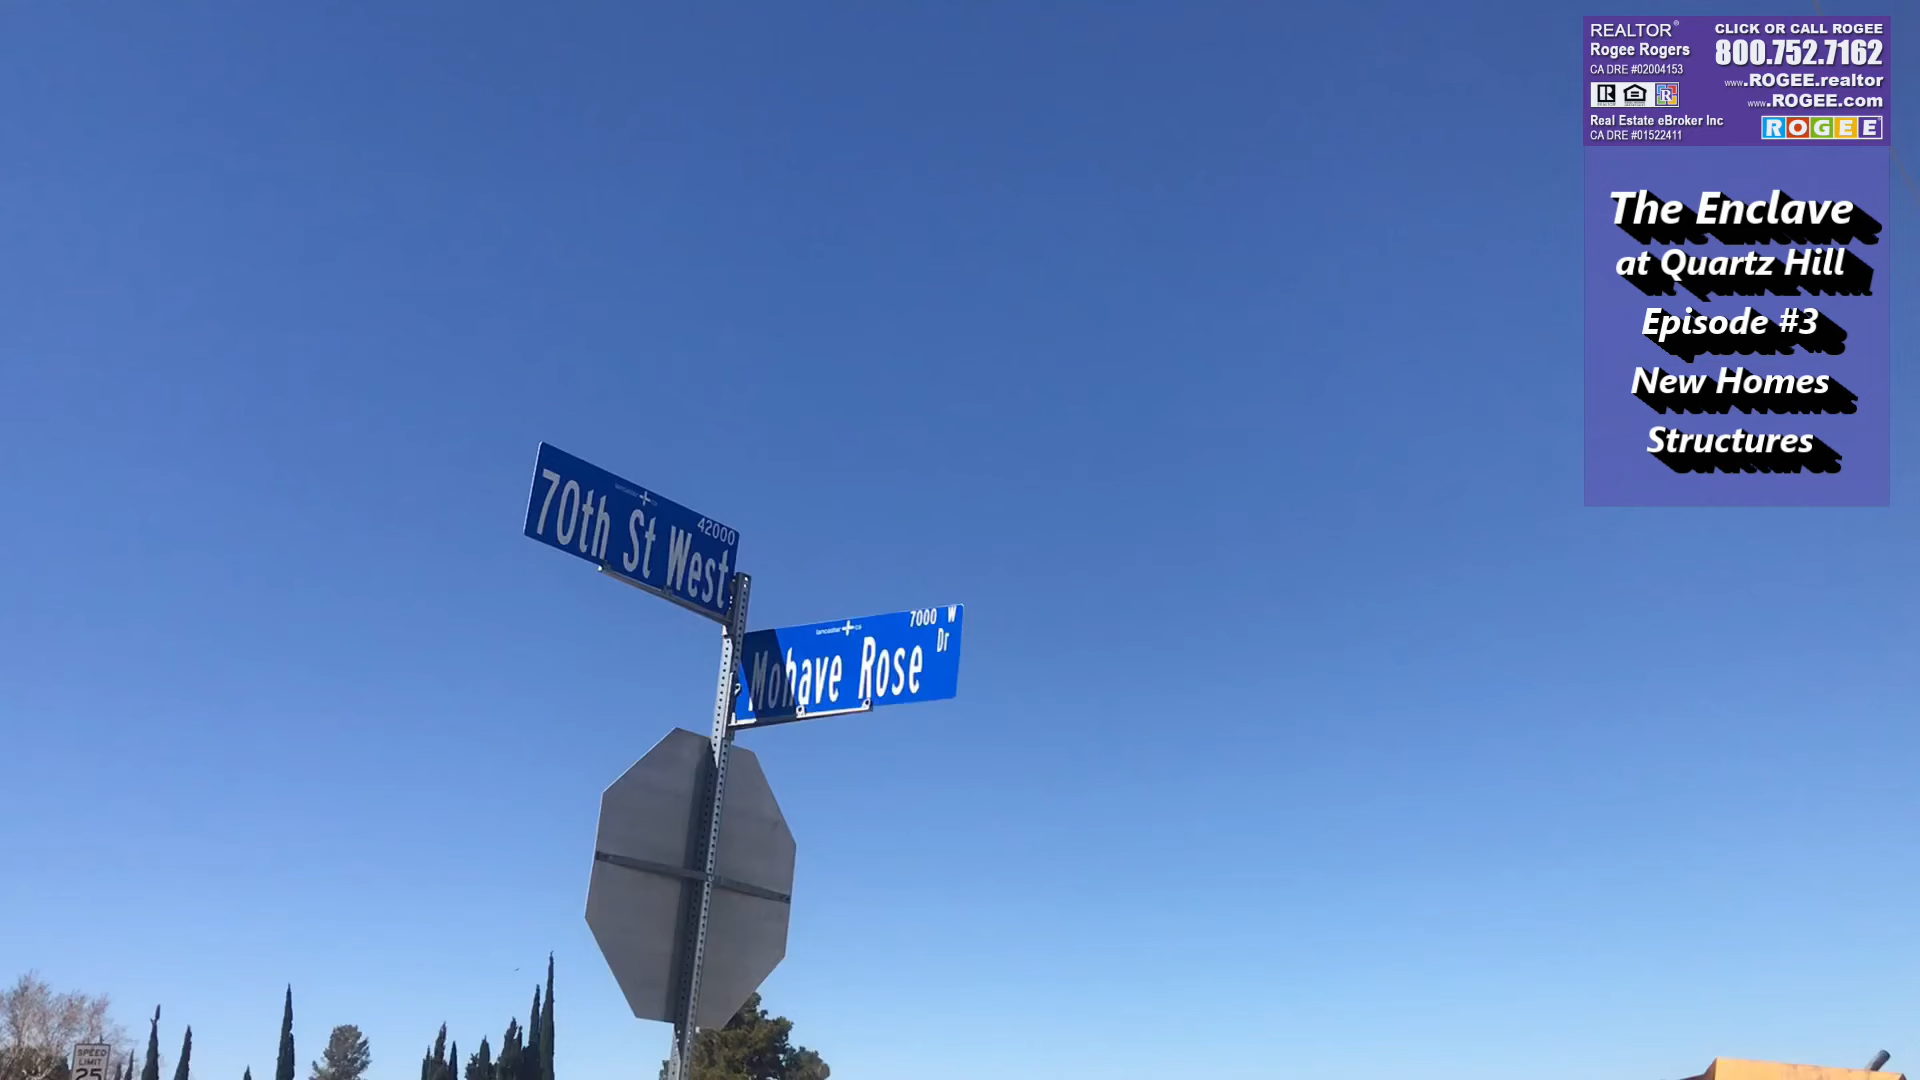 REALTOR®
Rogee Rogers
CA DRE #02004153
Real Estate eBroker Inc
CA DRE #01522411
CLICK OR CALL ROGEE
800.752.7162
www.ROGEE.realtor
www.ROGEE.com
ROGEE
The Enclave
at Quartz Hill
Episode #3
New Homes
Structures
42000
70th St West
lancaster ca
7000 W
Mohave Rose Dr
SPEED
LIMIT
25